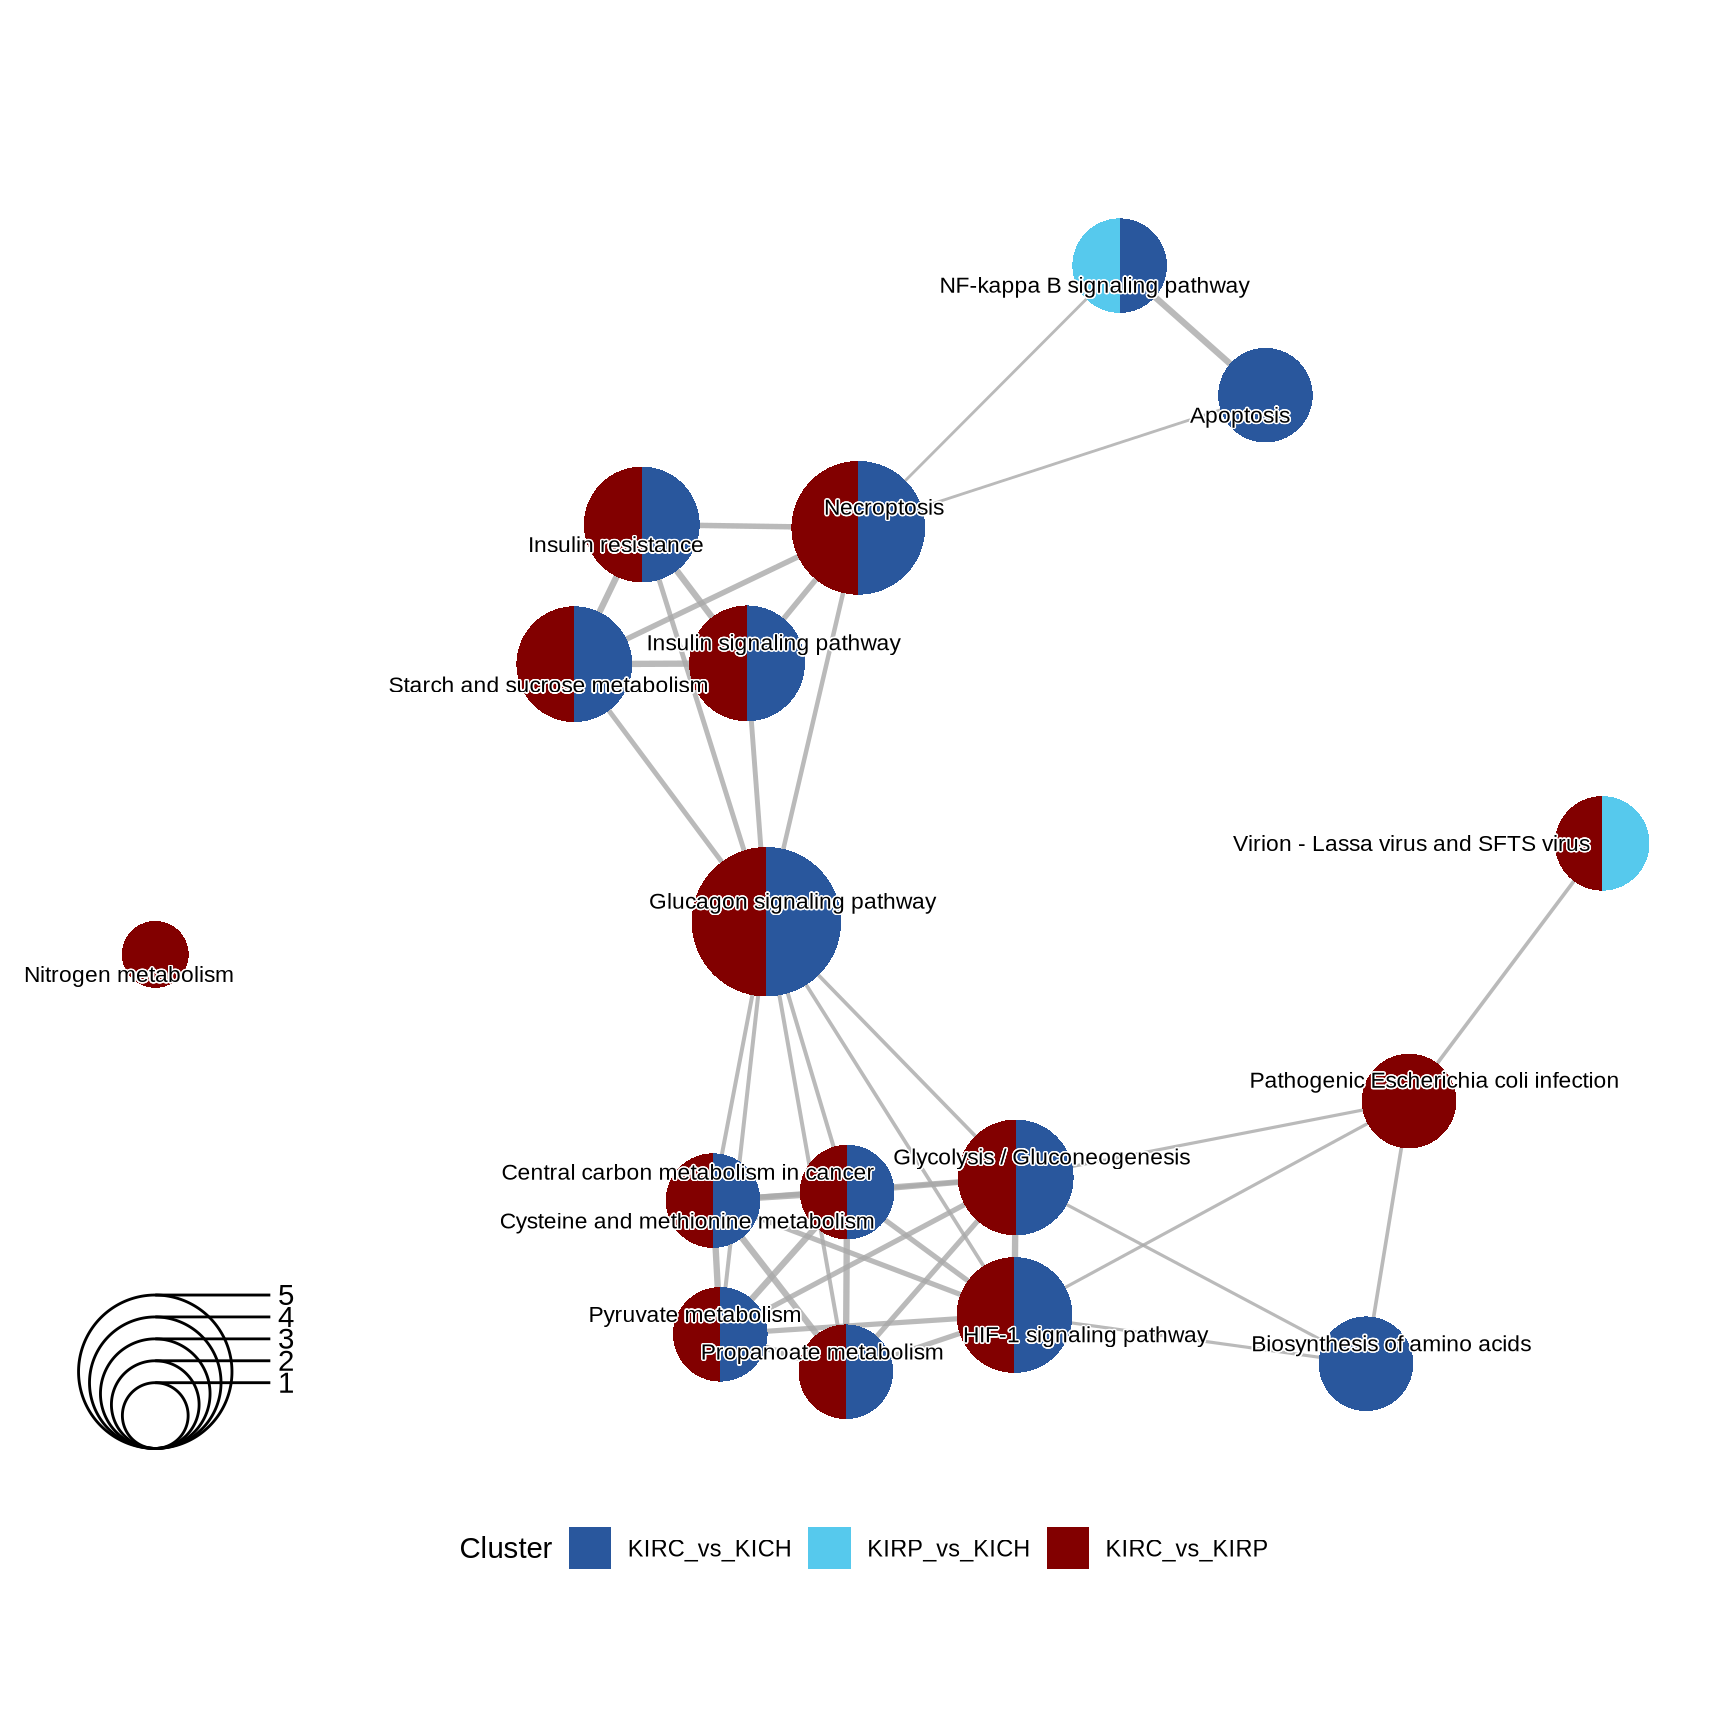 NF-kappa B signaling pathway
Apoptosis
Necroptosis
Insulin resistance
Insulin signaling pathway
Starch and sucrose metabolism
Virion - Lassa virus and SFTS virus
Glucagon signaling pathway
Nitrogen metabolism
Pathogenic Escherichia coli infection
Glycolysis / Gluconeogenesis
Central carbon metabolism in cancer
Cysteine and methionine metabolism
Pyruvate metabolism
HIF-1 signaling pathway
Biosynthesis of amino acids
Propanoate metabolism
5
4
3
2
1
Cluster KIRC_vs_KICH KIRP_vs_KICH KIRC_vs_KIRP